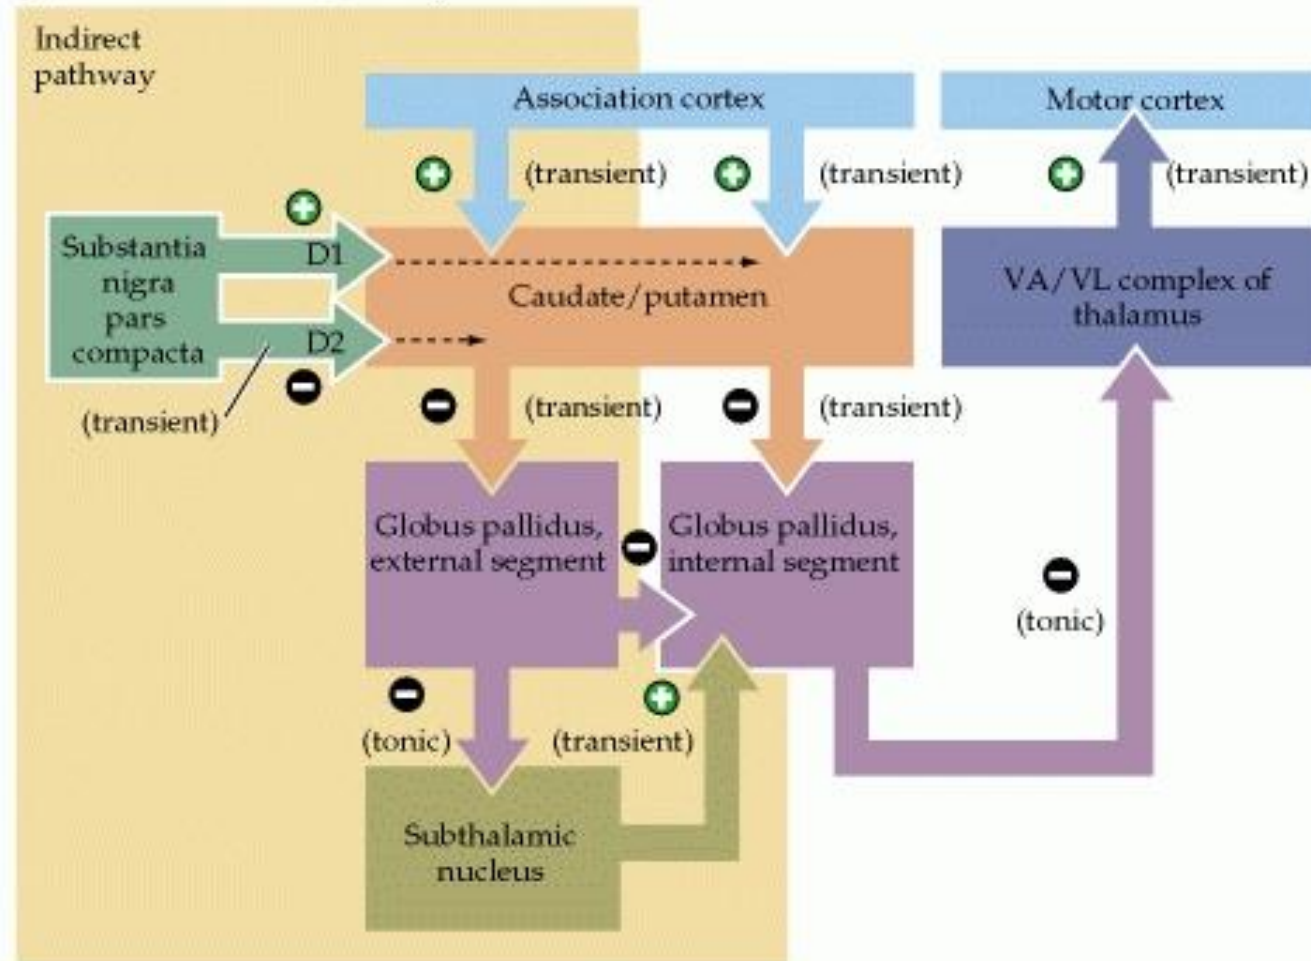 Indirect
pathway
Association cortex
Motor cortex
(transient)
(transient)
(transient)
Substantia
nigra
pars
compacta
D1
D2
(transient)
Caudate/putamen
VA/VL complex of
thalamus
(transient)
(transient)
Globus pallidus,
external segment
Globus pallidus,
internal segment
(tonic)
(tonic)
(transient)
Subthalamic
nucleus